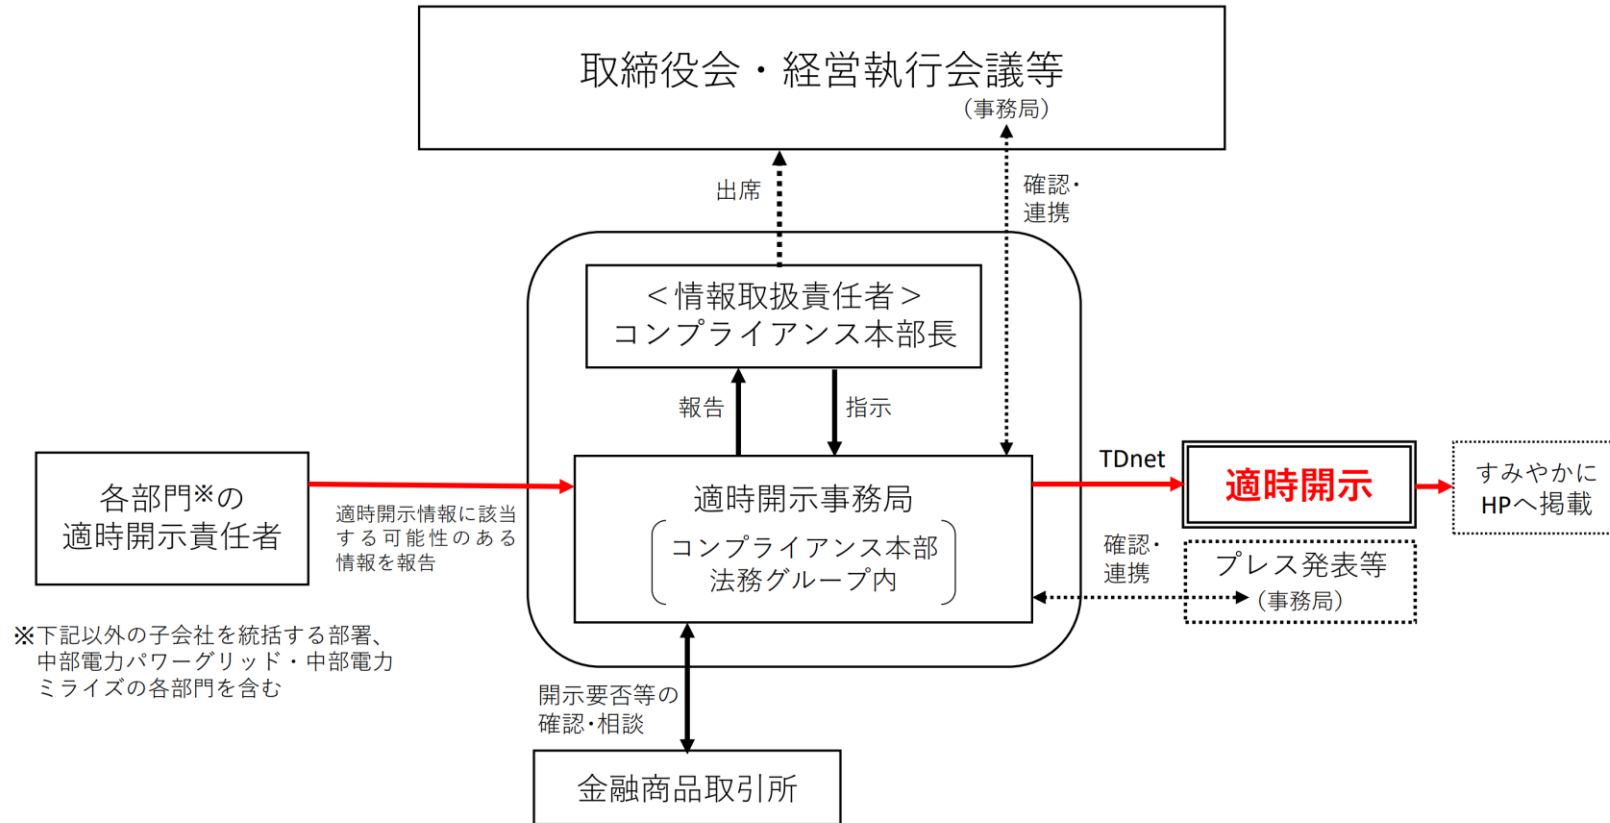 取締役会・経営執行会議等
（事務局）
出席
確認・
連携
＜情報取扱責任者＞
コンプライアンス本部長
報告
指示
各部門※の
適時開示責任者
適時開示情報に該当
する可能性のある
情報を報告
適時開示事務局
コンプライアンス本部
法務グループ内
TDnet
適時開示
すみやかに
HPへ掲載
確認・
連携
プレス発表等
（事務局）
※下記以外の子会社を統括する部署、
中部電力パワーグリッド・中部電力
ミライズの各部門を含む
開示要否等の
確認・相談
金融商品取引所